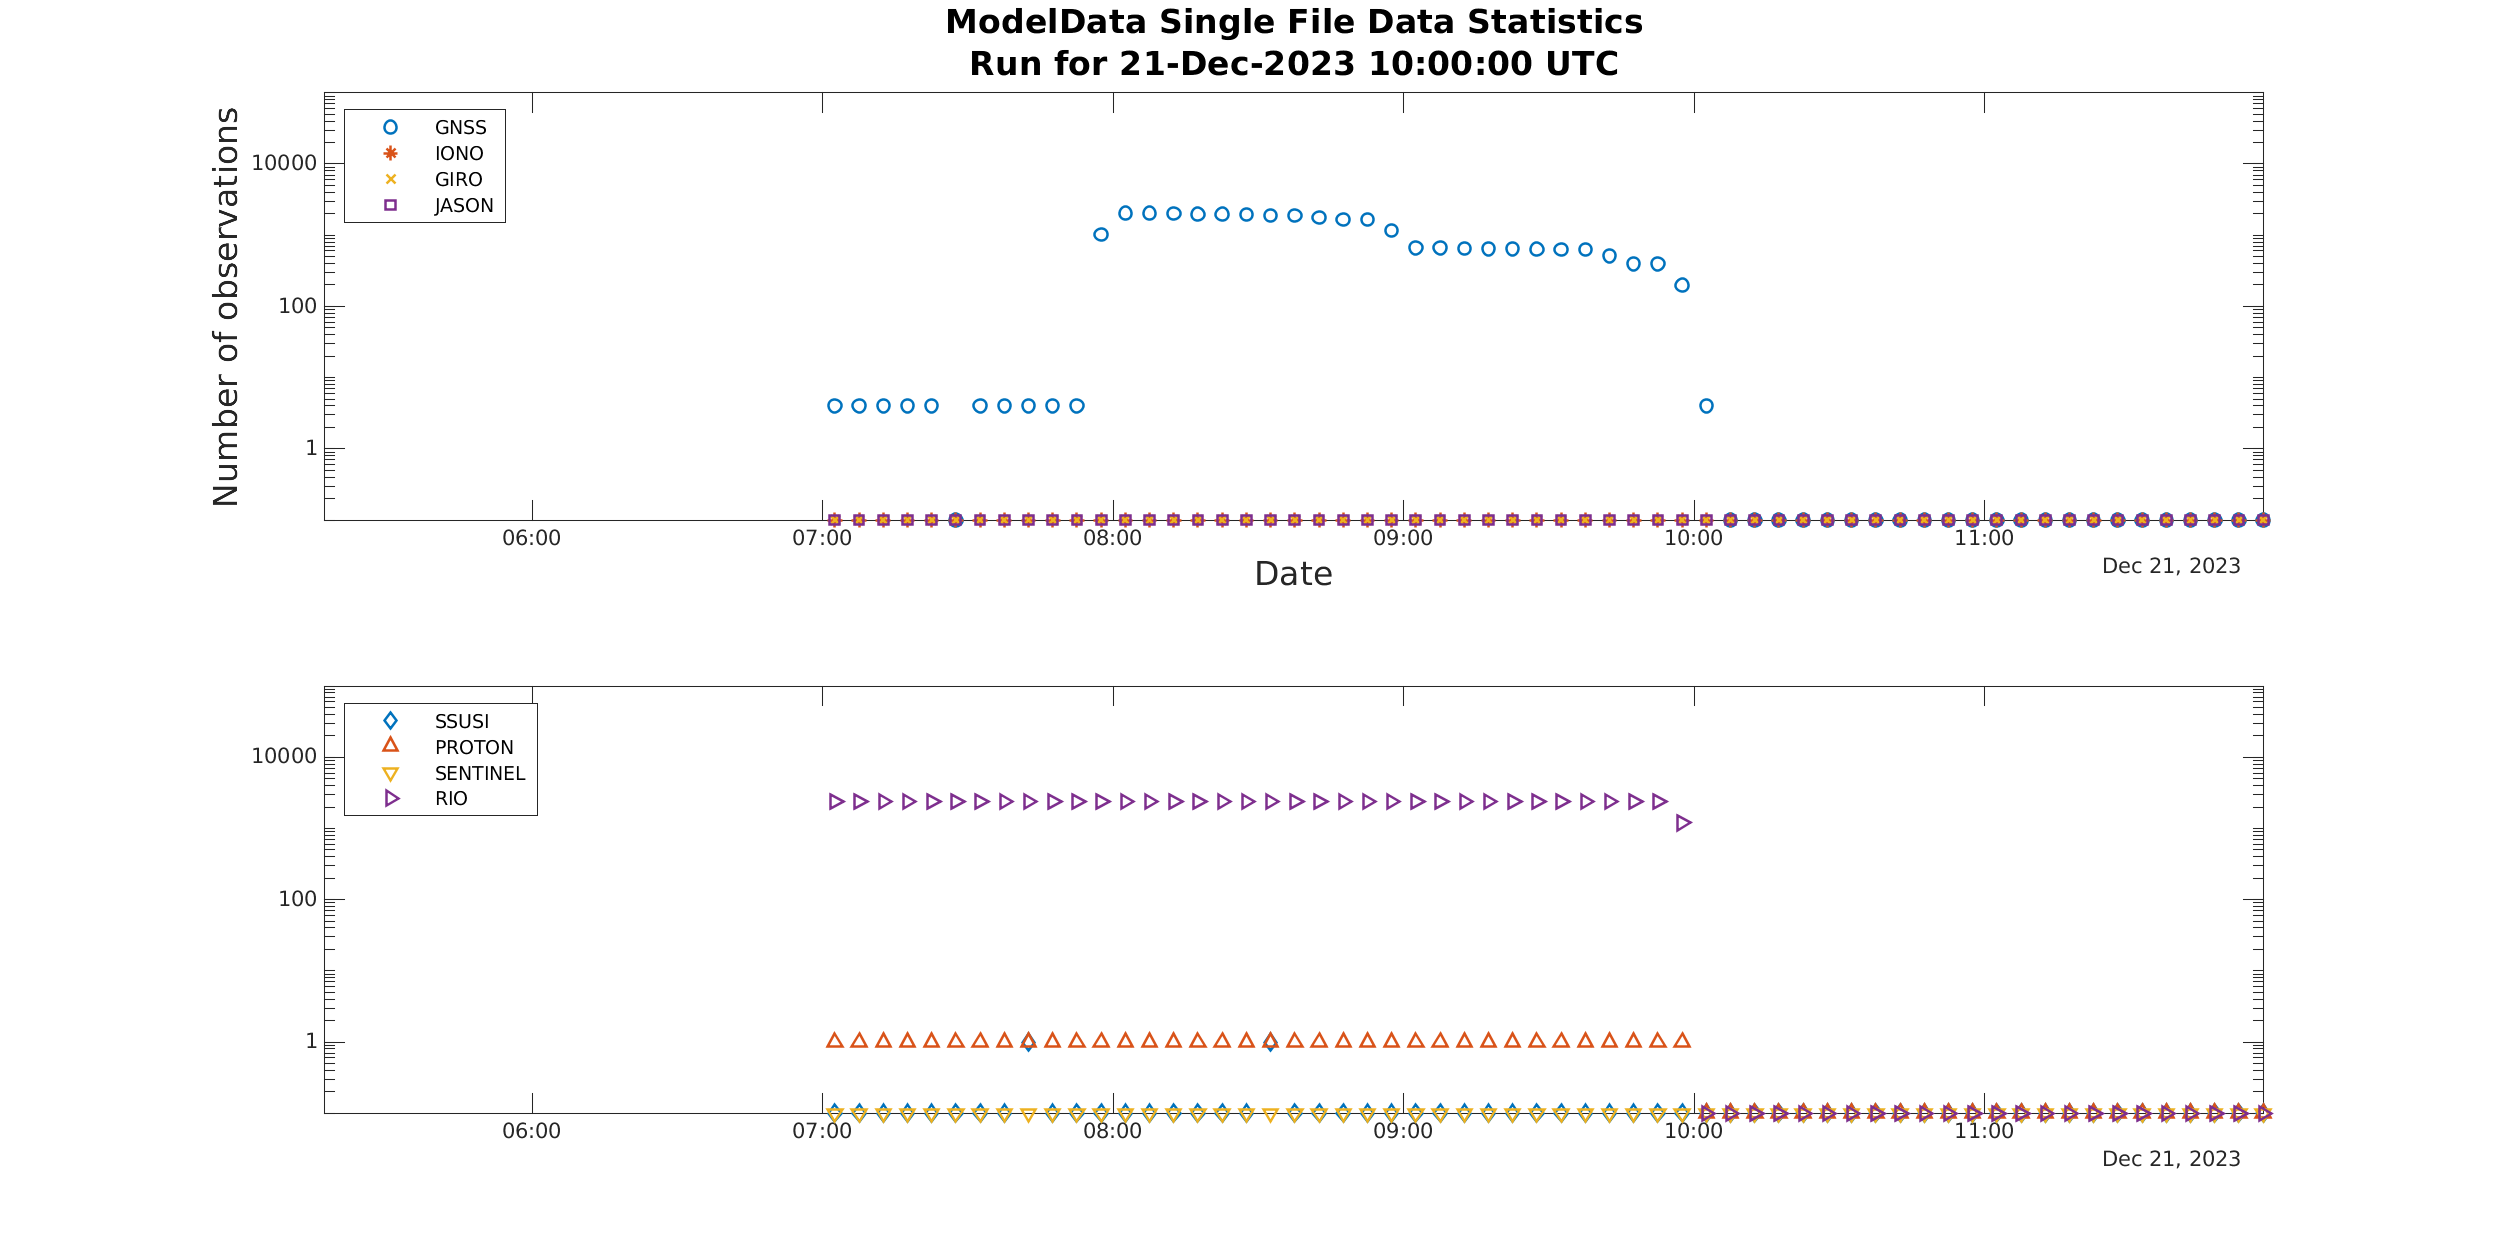 ModelData Single File Data Statistics
Run for 21-Dec-2023 10:00:00 UTC
Number of observations
10000
100
1
GNSS
IONO
GIRO
JASON
06:00 07:00 08:00 09:00 10:00 11:00
Date
Dec 21, 2023
10000
100
1
SSUSI
PROTON
SENTINEL
RIO
06:00 07:00 08:00 09:00 10:00 11:00
Dec 21, 2023